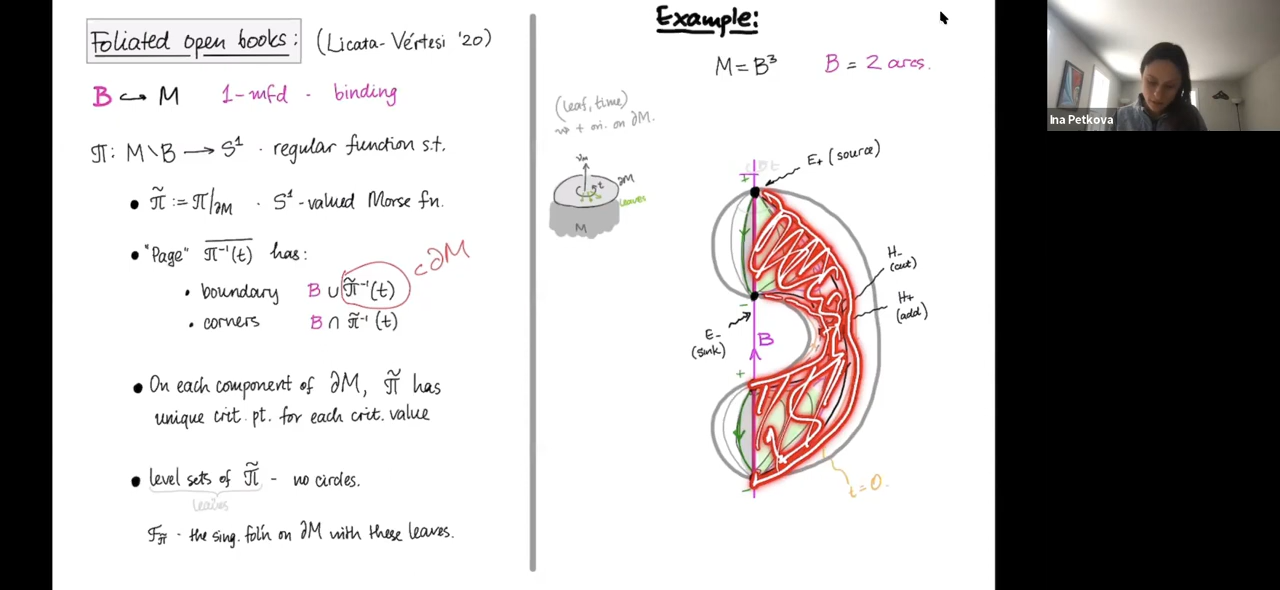 Foliated open books: (Licata-Vértesi '20)
B ↪ M 1-mfd - binding
π: M\B → S¹ · regular function s.t.
• π̃ := π|∂M · S¹-valued Morse fn.
• "Page" π⁻¹(t) has:
⊂ ∂M
• boundary B ∪ π̃⁻¹(t)
• corners B ∩ π̃⁻¹(t)
• On each component of ∂M, π̃ has
unique crit. pt. for each crit. value
• level sets of π̃ - no circles.
leaves
F_π̃ - the sing. fol'n on ∂M with these leaves.
Example:
M = B³ B = 2 arcs.
(leaf, time)
⇝ + ori. on ∂M.
t
∂M
leaves
M
+
E+ (source)
H-
(cut)
H+
(add)
-
E-
(sink)
B
+
t=0.
-
Ina Petkova